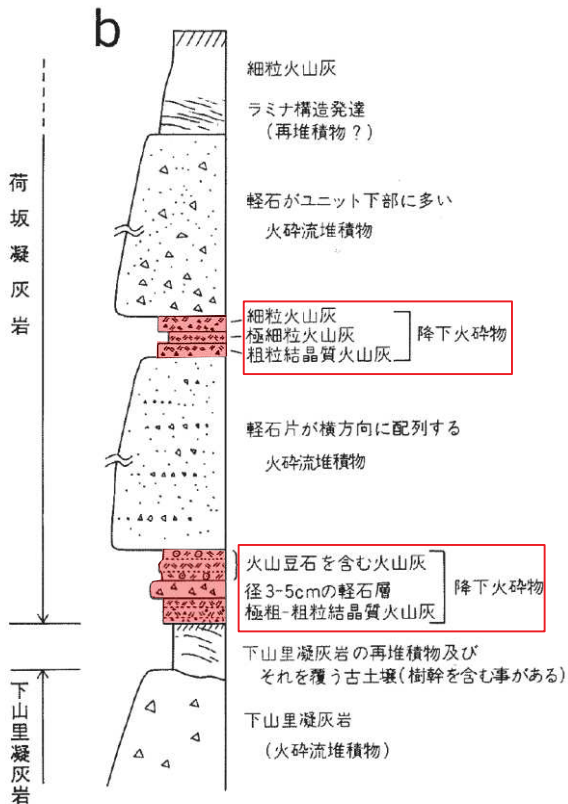 b
細粒火山灰
ラミナ構造発達
(再堆積物？)
軽石がユニット下部に多い
火砕流堆積物
細粒火山灰
極細粒火山灰
粗粒結晶質火山灰
降下火砕物
軽石片が横方向に配列する
火砕流堆積物
火山豆石を含む火山灰
径3-5cmの軽石層
極粗-粗粒結晶質火山灰
降下火砕物
下山里凝灰岩の再堆積物及び
それを覆う古土壌(樹幹を含む事がある)
下山里凝灰岩
(火砕流堆積物)
荷坂凝灰岩
下山里凝灰岩